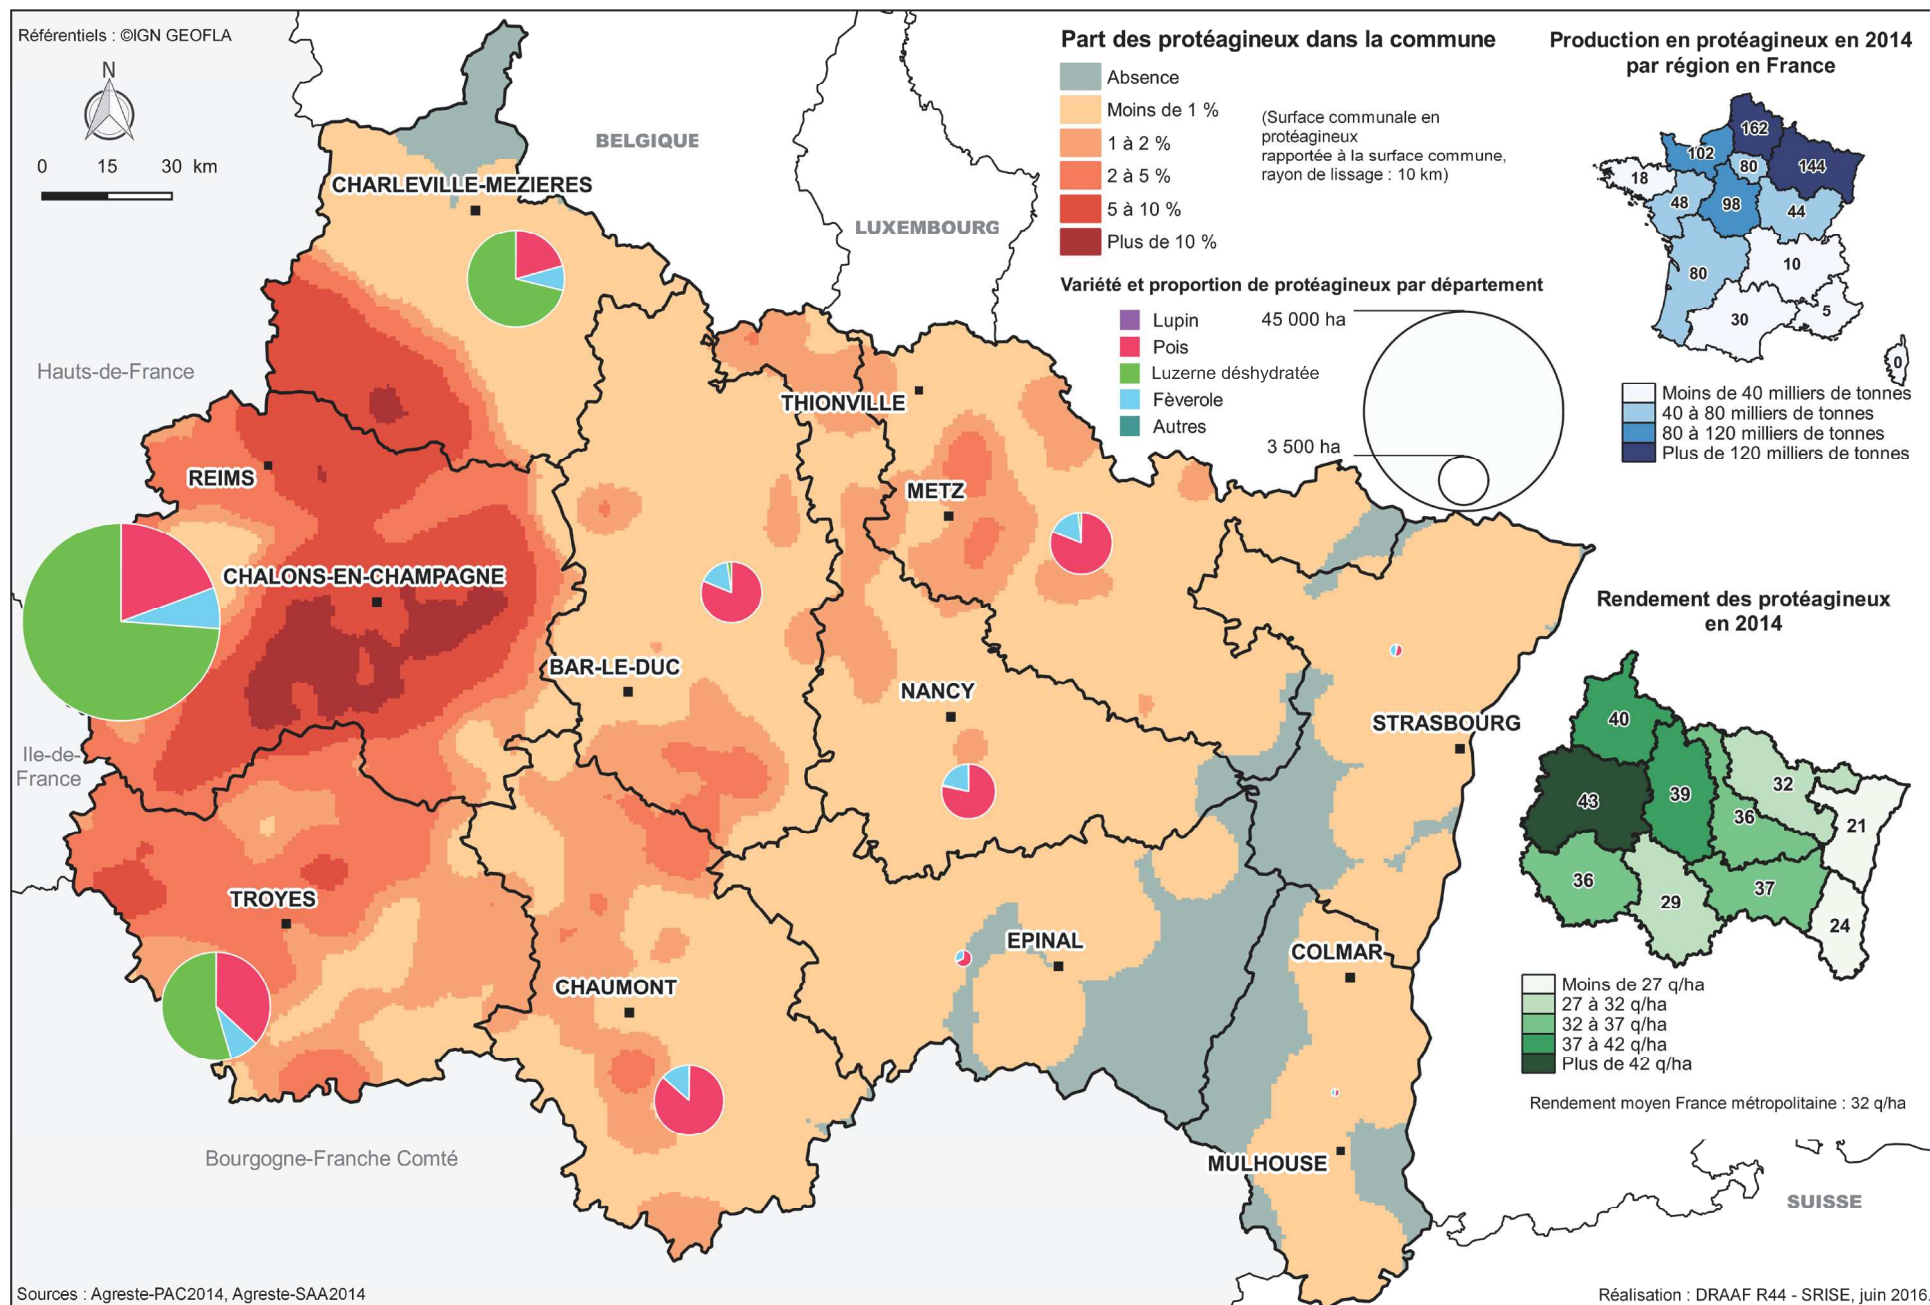 Référentiels : ©IGN GEOFLA
N
0 15 30 km
BELGIQUE
LUXEMBOURG
SUISSE
Hauts-de-France
Ile-de-
France
Bourgogne-Franche Comté
CHARLEVILLE-MEZIERES
REIMS
CHALONS-EN-CHAMPAGNE
TROYES
CHAUMONT
BAR-LE-DUC
THIONVILLE
METZ
NANCY
EPINAL
STRASBOURG
COLMAR
MULHOUSE
Part des protéagineux dans la commune
Absence
Moins de 1 %
1 à 2 %
2 à 5 %
5 à 10 %
Plus de 10 %
(Surface communale en
protéagineux
rapportée à la surface commune,
rayon de lissage : 10 km)
Variété et proportion de protéagineux par département
Lupin
Pois
Luzerne déshydratée
Fèverole
Autres
45 000 ha
3 500 ha
Production en protéagineux en 2014
par région en France
162
102
80
144
18
48
98
44
80
10
30
5
0
Moins de 40 milliers de tonnes
40 à 80 milliers de tonnes
80 à 120 milliers de tonnes
Plus de 120 milliers de tonnes
Rendement des protéagineux
en 2014
40
43
39
32
36
21
36
29
37
24
Moins de 27 q/ha
27 à 32 q/ha
32 à 37 q/ha
37 à 42 q/ha
Plus de 42 q/ha
Rendement moyen France métropolitaine : 32 q/ha
Sources : Agreste-PAC2014, Agreste-SAA2014
Réalisation : DRAAF R44 - SRISE, juin 2016